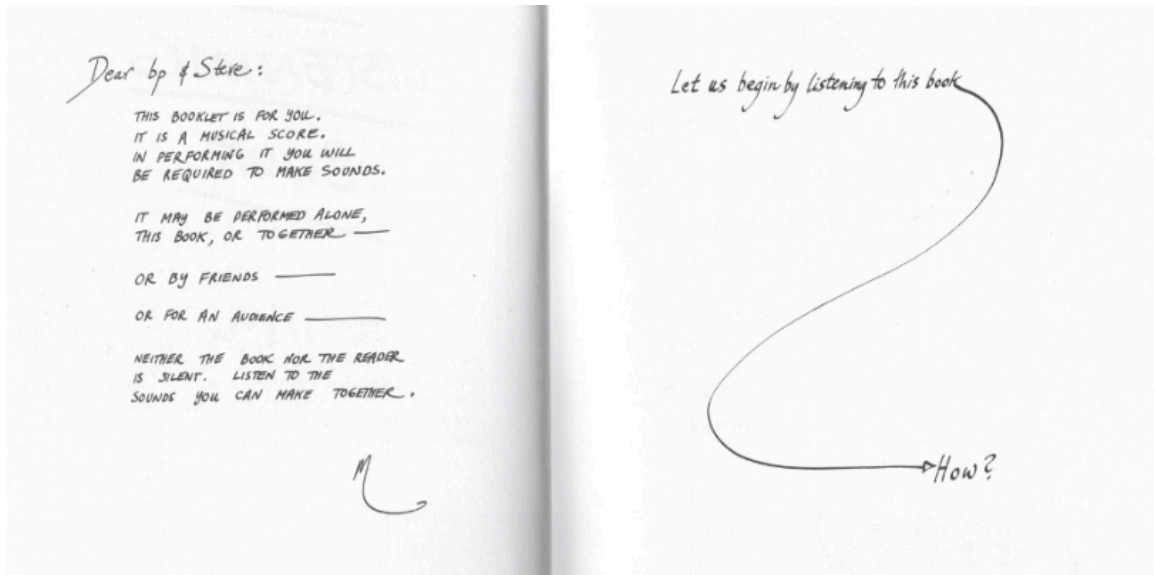 Dear bp & Steve:
THIS BOOKLET IS FOR YOU.
IT IS A MUSICAL SCORE.
IN PERFORMING IT YOU WILL
BE REQUIRED TO MAKE SOUNDS.
IT MAY BE PERFORMED ALONE,
THIS BOOK, OR TOGETHER ——
OR BY FRIENDS ——
OR FOR AN AUDIENCE ——
NEITHER THE BOOK NOR THE READER
IS SILENT. LISTEN TO THE
SOUNDS YOU CAN MAKE TOGETHER.
M
Let us begin by listening to this book
How?